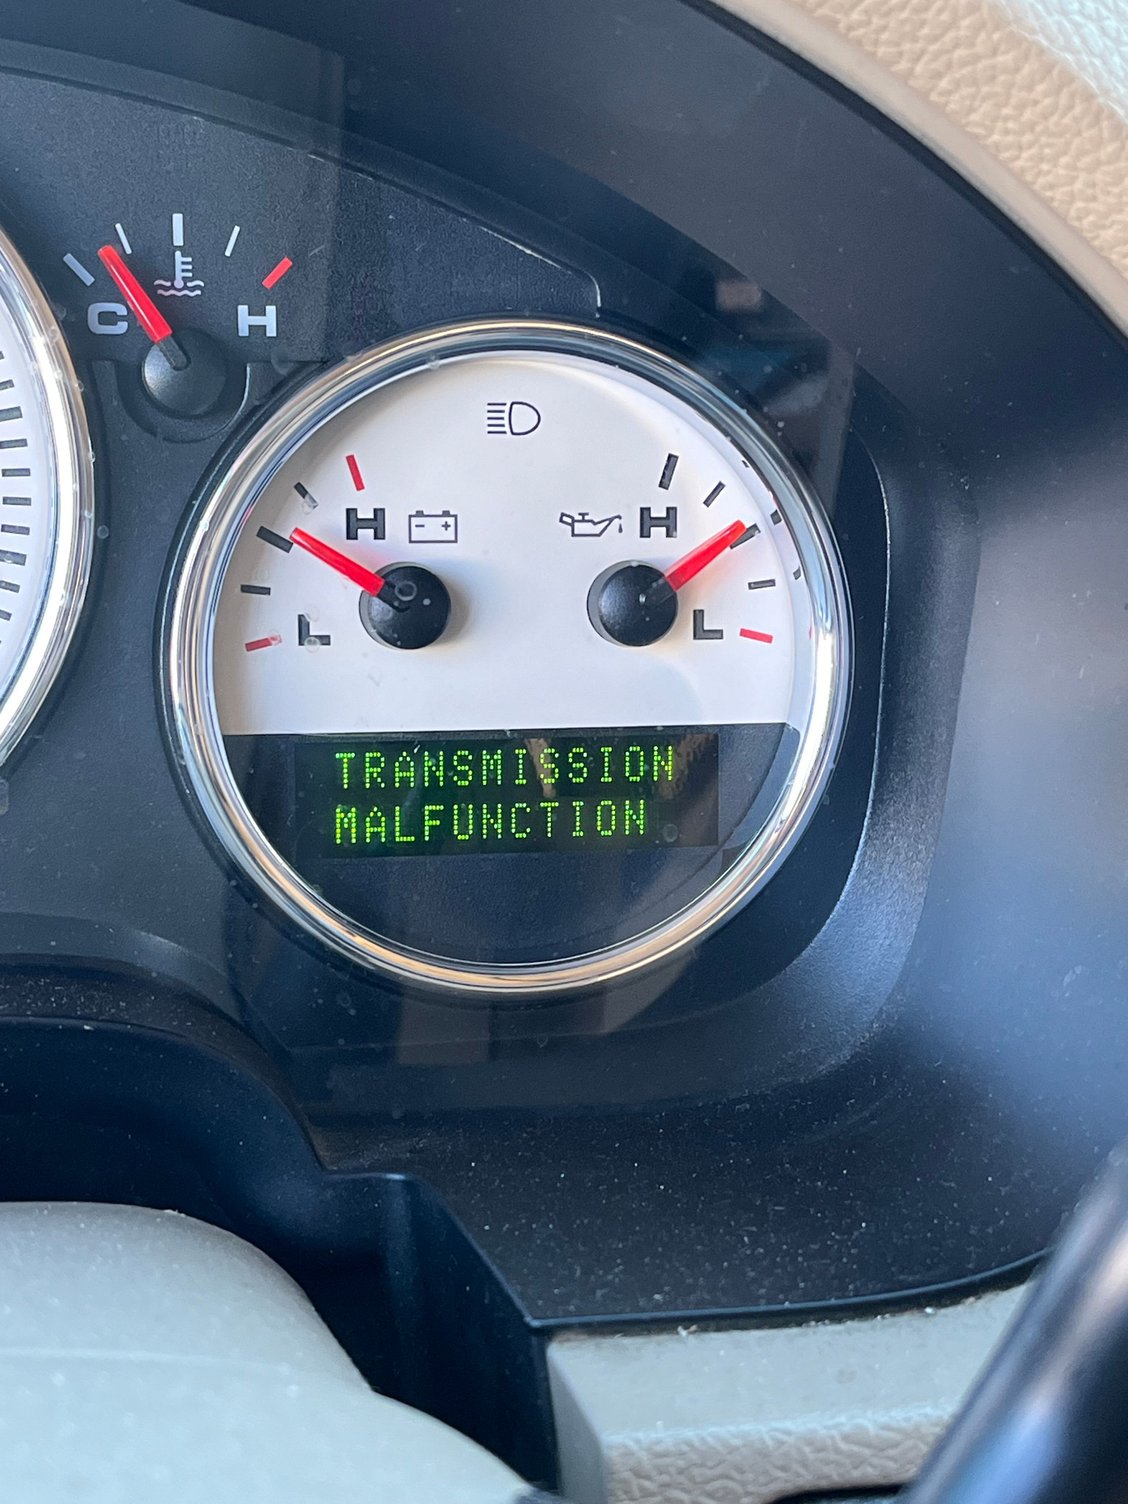 C H
H H
L L
TRANSMISSION
MALFUNCTION